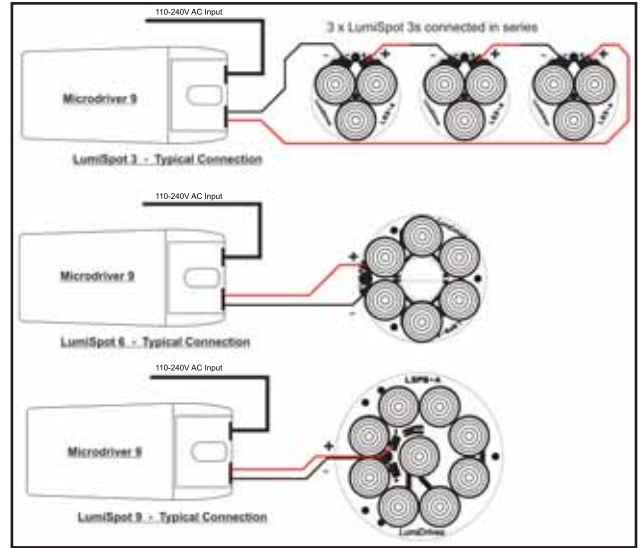 110-240V AC Input
3 x LumiSpot 3s connected in series
- + - + - +
Microdriver 9
LumiSpot 3 - Typical Connection
110-240V AC Input
+
Microdriver 9
-
LumiSpot 6 - Typical Connection
110-240V AC Input
LSP9-A
+
Microdriver 9
-
LumiSpot 9 - Typical Connection
LumiDrives